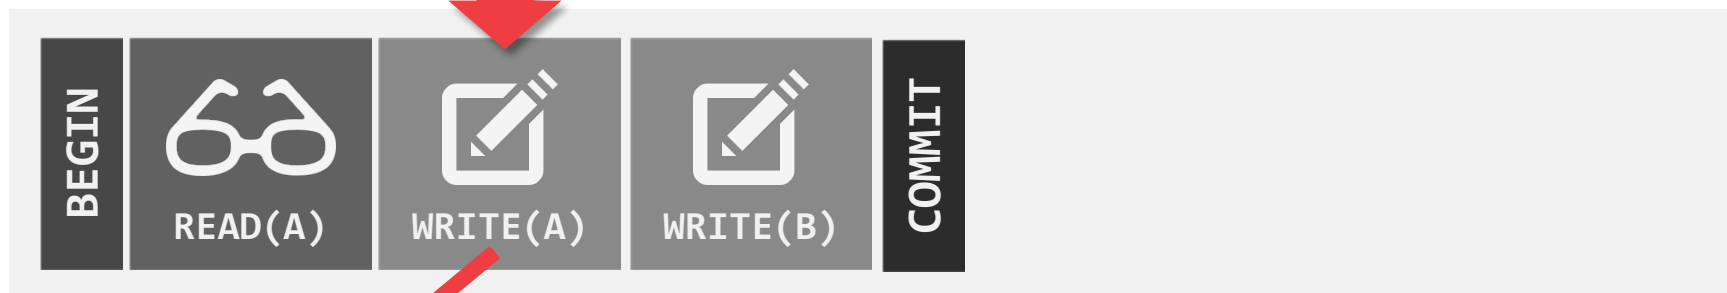 BEGIN
READ(A)
WRITE(A)
WRITE(B)
COMMIT